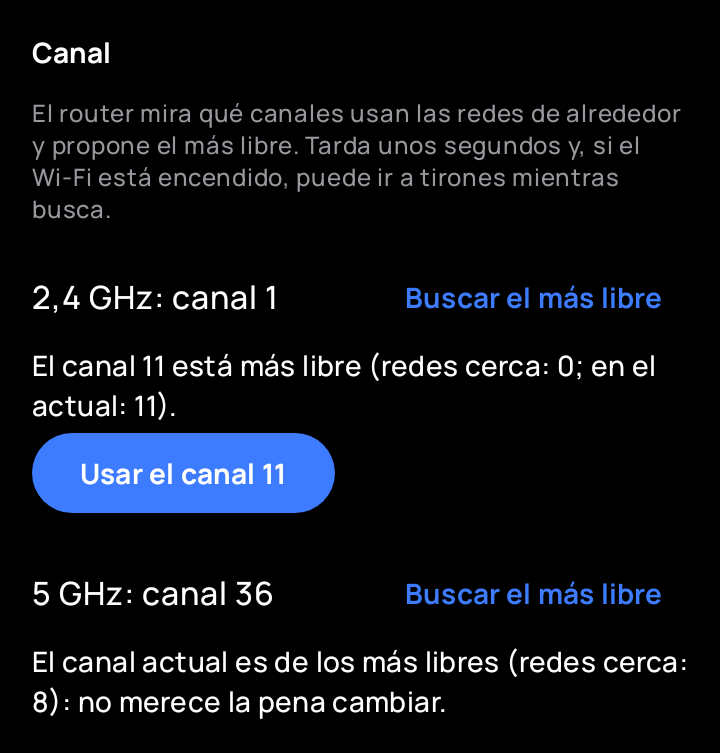 Canal
El router mira qué canales usan las redes de alrededor
y propone el más libre. Tarda unos segundos y, si el
Wi-Fi está encendido, puede ir a tirones mientras
busca.
2,4 GHz: canal 1
Buscar el más libre
El canal 11 está más libre (redes cerca: 0; en el
actual: 11).
Usar el canal 11
5 GHz: canal 36
Buscar el más libre
El canal actual es de los más libres (redes cerca:
8): no merece la pena cambiar.